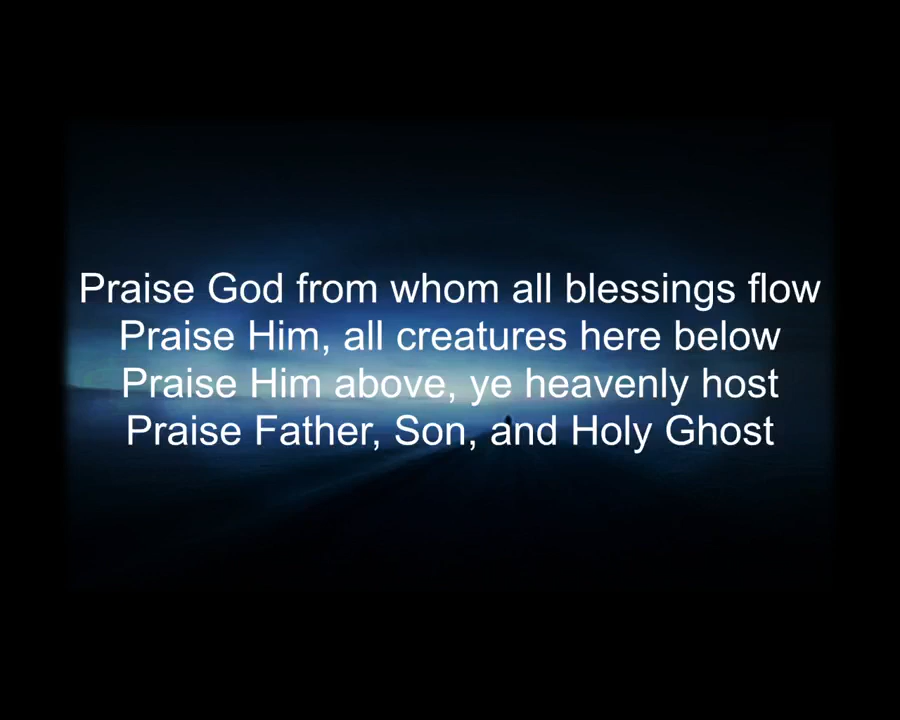 Praise God from whom all blessings flow
Praise Him, all creatures here below
Praise Him above, ye heavenly host
Praise Father, Son, and Holy Ghost